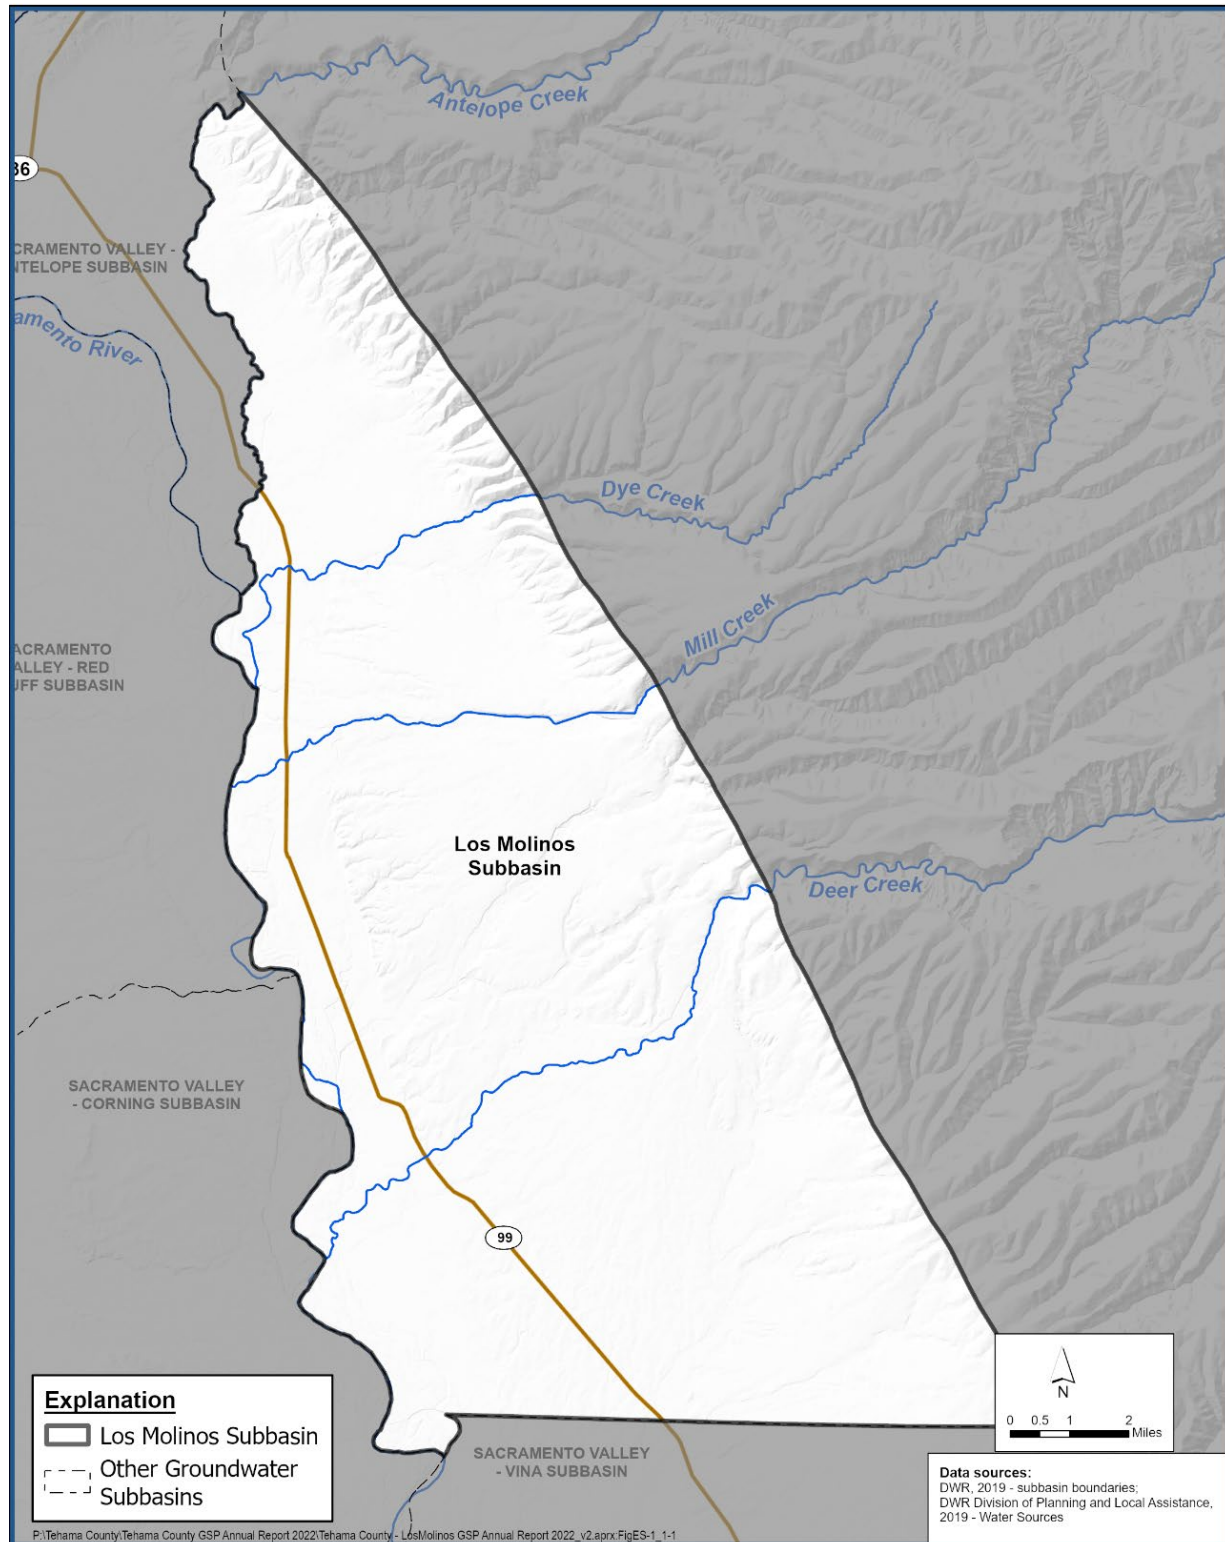 Antelope Creek
36
CRAMENTO VALLEY -
NTELOPE SUBBASIN
amento River
Dye Creek
Mill Creek
ACRAMENTO
ALLEY - RED
UFF SUBBASIN
Los Molinos
Subbasin
Deer Creek
SACRAMENTO VALLEY
- CORNING SUBBASIN
99
N
0 0.5 1 2
Miles
Explanation
Los Molinos Subbasin
Other Groundwater
Subbasins
SACRAMENTO VALLEY
- VINA SUBBASIN
Data sources:
DWR, 2019 - subbasin boundaries;
DWR Division of Planning and Local Assistance,
2019 - Water Sources
P:\Tehama County\Tehama County GSP Annual Report 2022\Tehama County - LosMolinos GSP Annual Report 2022_v2.aprx:FigES-1_1-1